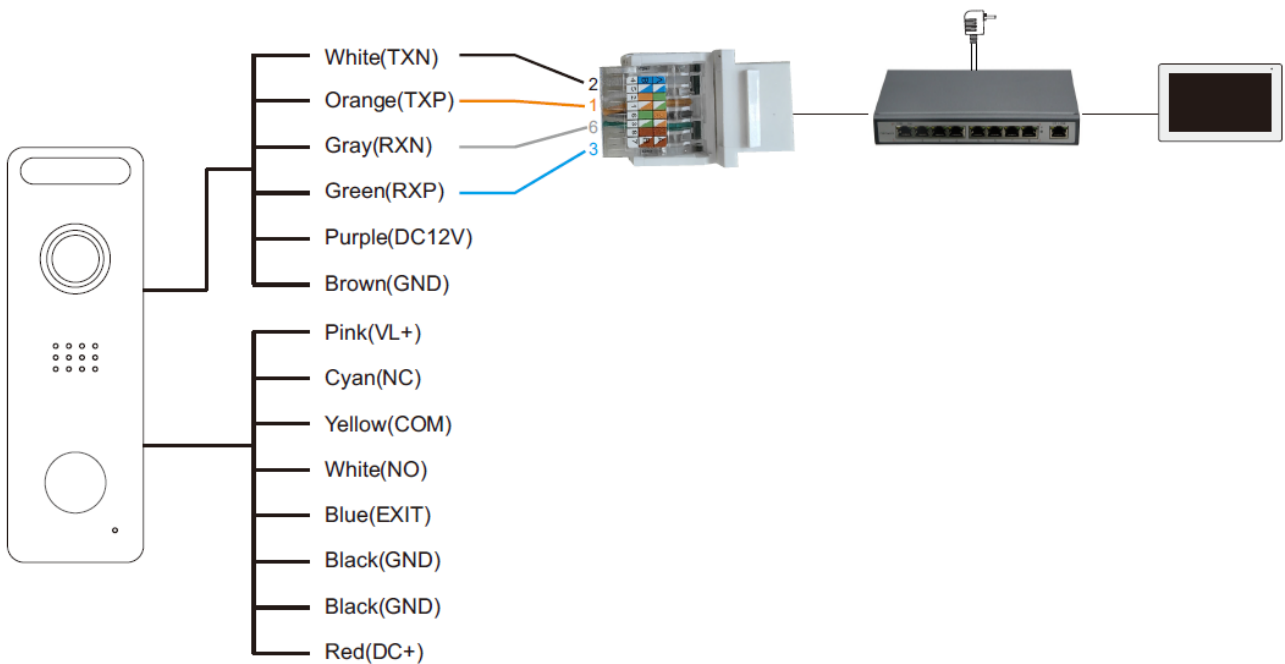 White(TXN)
2
Orange(TXP)
1
Gray(RXN)
6
3
Green(RXP)
Purple(DC12V)
Brown(GND)
Pink(VL+)
Cyan(NC)
Yellow(COM)
White(NO)
Blue(EXIT)
Black(GND)
Black(GND)
Red(DC+)